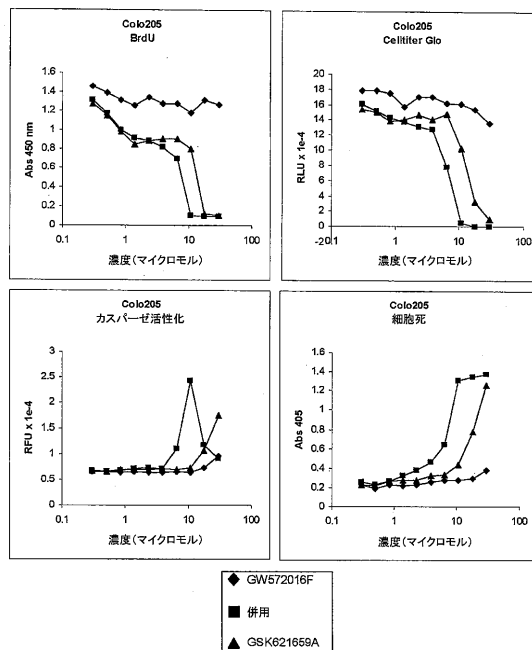 Colo205
BrdU
Abs 450 nm
1.6
1.4
1.2
1
0.8
0.6
0.4
0.2
0
0.1
1
10
100
濃度(マイクロモル)
Colo205
Cellttiter Glo
RLU x 1e-4
20
18
16
14
12
10
8
6
4
2
0
-20.1
1
10
100
濃度(マイクロモル)
Colo205
カスパーゼ活性化
RFU x 1e-4
3
2.5
2
1.5
1
0.5
0
0.1
1
10
100
濃度(マイクロモル)
Colo205
細胞死
Abs 405
1.6
1.4
1.2
1
0.8
0.6
0.4
0.2
0
0.1
1
10
100
濃度(マイクロモル)
GW572016F
併用
GSK621659A